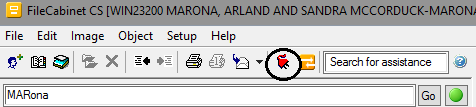 FileCabinet CS [WIN23200 MARONA, ARLAND AND SANDRA MCCORDUCK-MARONA
File Edit Image Object Setup Help
Search for assistance
MARona Go